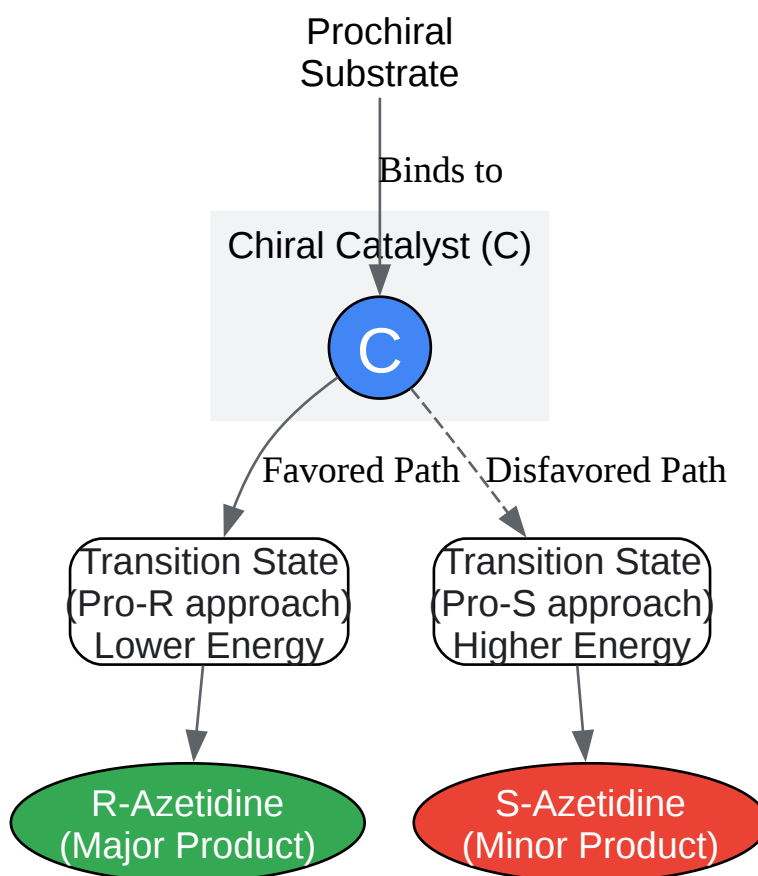 Prochiral
Substrate
Binds to
Chiral Catalyst (C)
C
Favored Path
Disfavored Path
Transition State
(Pro-R approach)
Lower Energy
Transition State
(Pro-S approach)
Higher Energy
R-Azetidine
(Major Product)
S-Azetidine
(Minor Product)